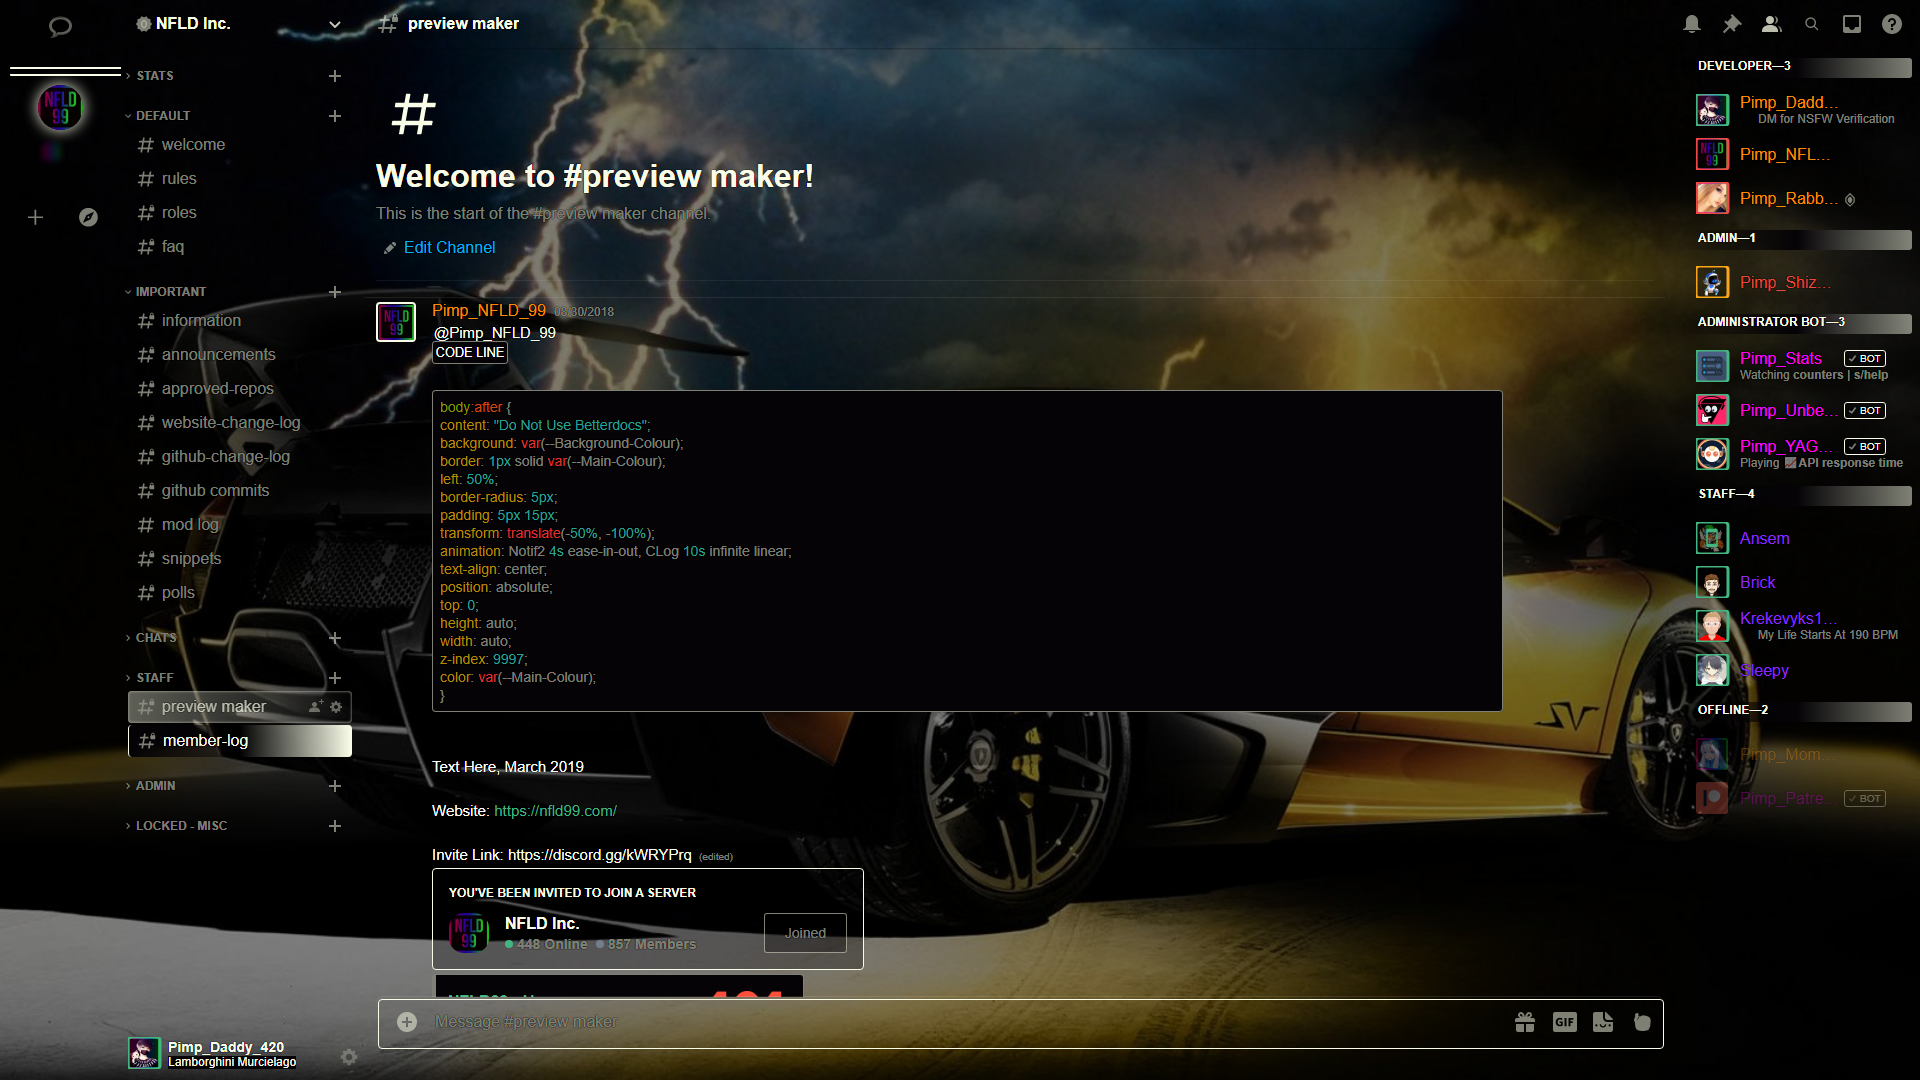 NFLD Inc.
preview maker
STATS
DEFAULT
welcome
rules
roles
faq
IMPORTANT
information
announcements
approved-repos
website-change-log
github-change-log
github commits
mod log
snippets
polls
CHATS
STAFF
preview maker
member-log
ADMIN
LOCKED - MISC
Pimp_Daddy_420
Lamborghini Murcielago
NFLD
99
#
Welcome to #preview maker!
This is the start of the #preview maker channel.
Edit Channel
NFLD
99
Pimp_NFLD_99 08/30/2018
@Pimp_NFLD_99
CODE LINE
body:after {
content: "Do Not Use Betterdocs";
background: var(--Background-Colour);
border: 1px solid var(--Main-Colour);
left: 50%;
border-radius: 5px;
padding: 5px 15px;
transform: translate(-50%, -100%);
animation: Notif2 4s ease-in-out, CLog 10s infinite linear;
text-align: center;
position: absolute;
top: 0;
height: auto;
width: auto;
z-index: 9997;
color: var(--Main-Colour);
}
Text Here, March 2019
Website: https://nfld99.com/
Invite Link: https://discord.gg/kWRYPrq (edited)
YOU'VE BEEN INVITED TO JOIN A SERVER
NFLD
99
NFLD Inc.
448 Online 857 Members
Joined
Message #preview maker
GIF
SV
DEVELOPER—3
Pimp_Dadd...
DM for NSFW Verification
NFLD
99
Pimp_NFL...
Pimp_Rabb...
ADMIN—1
Pimp_Shiz...
ADMINISTRATOR BOT—3
Pimp_Stats ✓ BOT
Watching counters | s/help
Pimp_Unbe... ✓ BOT
Pimp_YAG... ✓ BOT
Playing API response time
STAFF—4
Ansem
Brick
Krekevyks1...
My Life Starts At 190 BPM
Sleepy
OFFLINE—2
Pimp_Mom...
Pimp_Patre... ✓ BOT